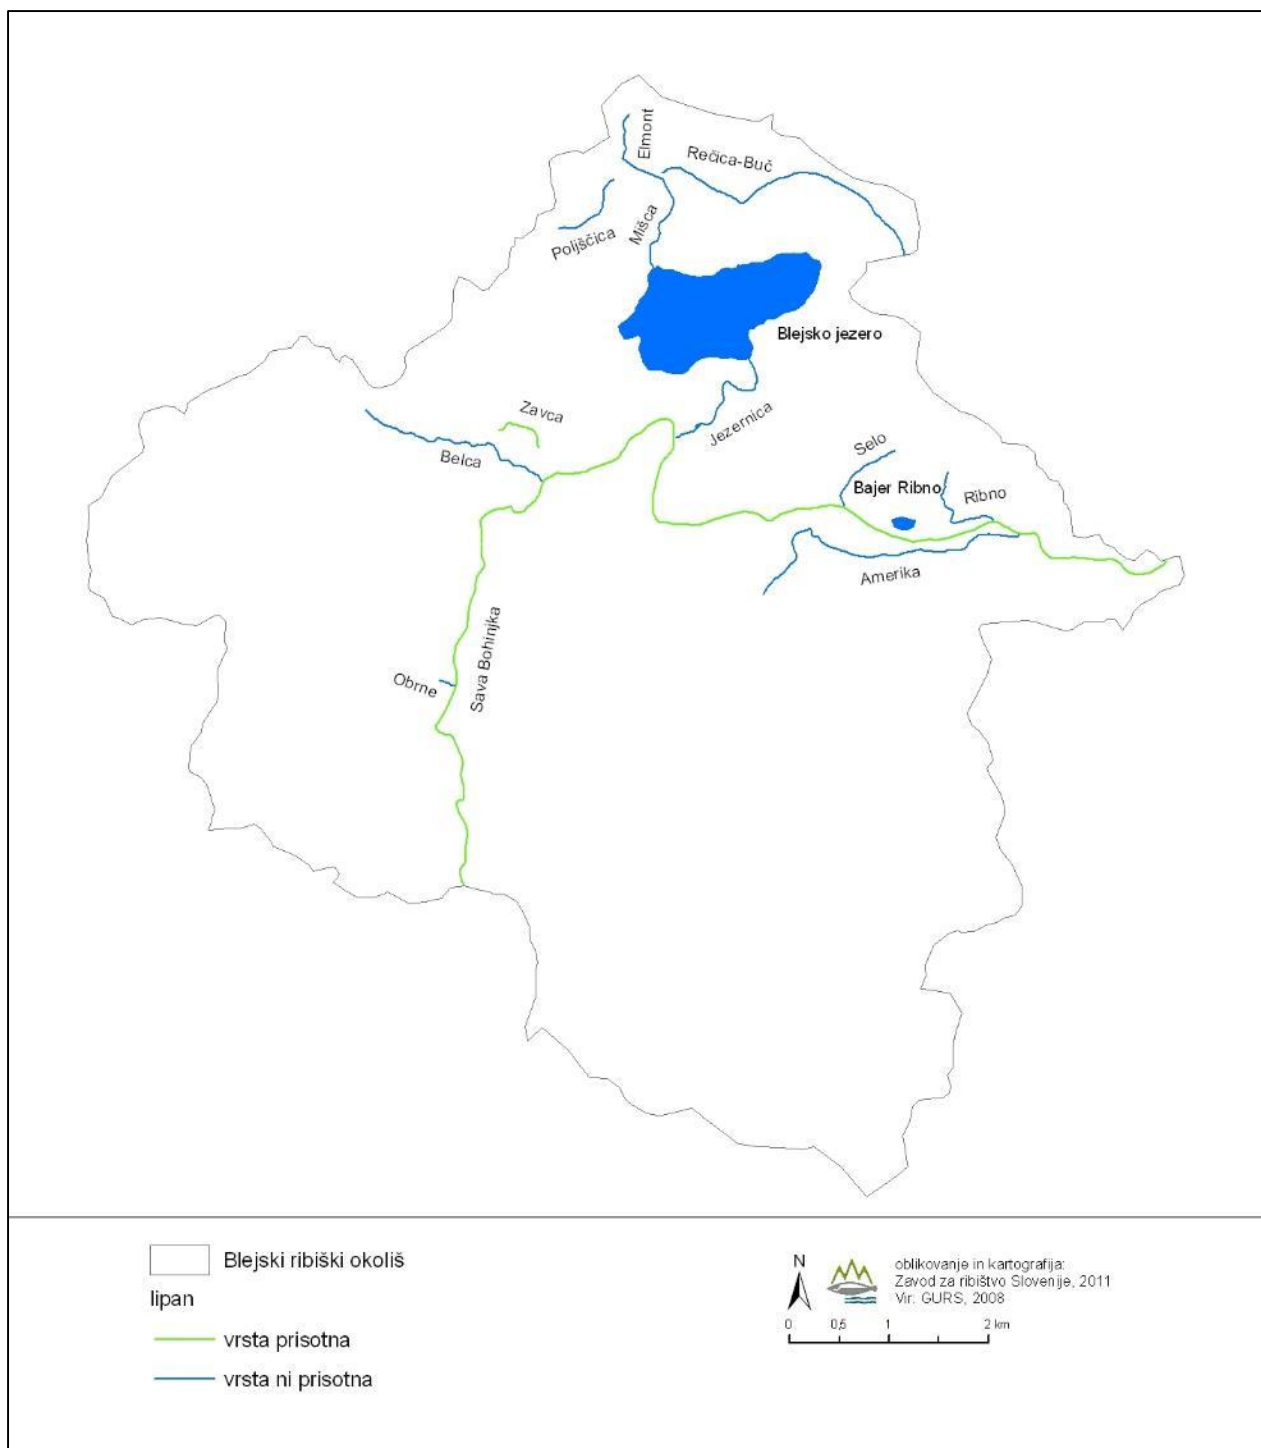 Elmont
Rečica-Buč
Mišca
Poljščica
Blejsko jezero
Zavca
Jezernica
Belca
Selo
Bajer Ribno
Ribno
Amerika
Sava Bohinjka
Obrne
Blejski ribiški okoliš
lipan
vrsta prisotna
vrsta ni prisotna
N
oblikovanje in kartografija:
Zavod za ribištvo Slovenije, 2011
Vir: GURS, 2008
0 0,5 1 2 km